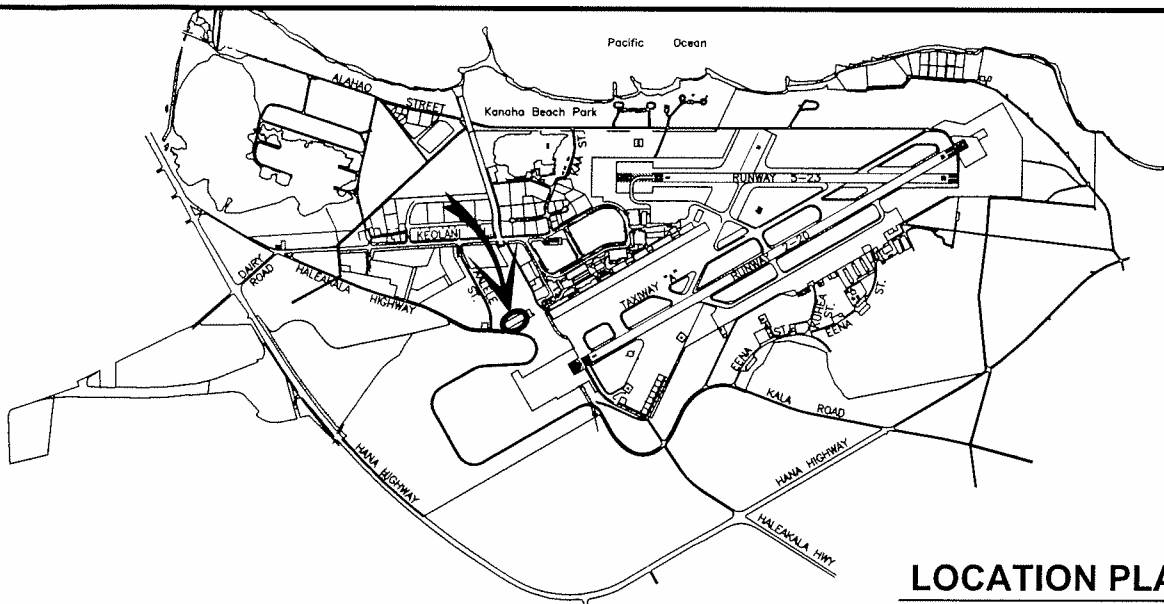 Pacific Ocean
ALAHAO STREET
Kanaha Beach Park
KAA ST.
RUNWAY 5-23
KEOLANI
DAIRY ROAD
HALEAKALA HIGHWAY
ST.
RUNWAY 2-20
TAXIWAY
ST.
EENA ST.
EENA
ST.
KALA ROAD
HANA HIGHWAY
HANA HIGHWAY
HALEAKALA HWY
LOCATION PLA